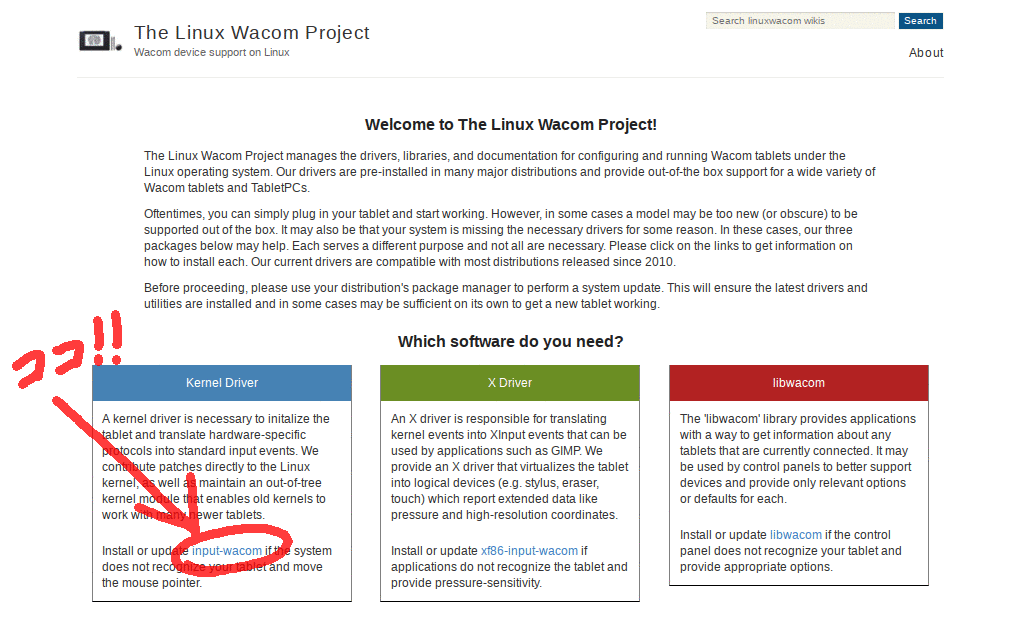 The Linux Wacom Project
Wacom device support on Linux
Search linuxwacom wikis
Search
About
Welcome to The Linux Wacom Project!
The Linux Wacom Project manages the drivers, libraries, and documentation for configuring and running Wacom tablets under the
Linux operating system. Our drivers are pre-installed in many major distributions and provide out-of-the box support for a wide variety of
Wacom tablets and TabletPCs.
Oftentimes, you can simply plug in your tablet and start working. However, in some cases a model may be too new (or obscure) to be
supported out of the box. It may also be that your system is missing the necessary drivers for some reason. In these cases, our three
packages below may help. Each serves a different purpose and not all are necessary. Please click on the links to get information on
how to install each. Our current drivers are compatible with most distributions released since 2010.
Before proceeding, please use your distribution's package manager to perform a system update. This will ensure the latest drivers and
utilities are installed and in some cases may be sufficient on its own to get a new tablet working.
Which software do you need?
ココ!!
Kernel Driver
A kernel driver is necessary to initalize the
tablet and translate hardware-specific
protocols into standard input events. We
contribute patches directly to the Linux
kernel, as well as maintain an out-of-tree
kernel module that enables old kernels to
work with many newer tablets.
Install or update input-wacom if the system
does not recognize your tablet and move
the mouse pointer.
X Driver
An X driver is responsible for translating
kernel events into XInput events that can be
used by applications such as GIMP. We
provide an X driver that virtualizes the tablet
into logical devices (e.g. stylus, eraser,
touch) which report extended data like
pressure and high-resolution coordinates.
Install or update xf86-input-wacom if
applications do not recognize the tablet and
provide pressure-sensitivity.
libwacom
The 'libwacom' library provides applications
with a way to get information about any
tablets that are currently connected. It may
be used by control panels to better support
devices and provide only relevant options
or defaults for each.
Install or update libwacom if the control
panel does not recognize your tablet and
provide appropriate options.